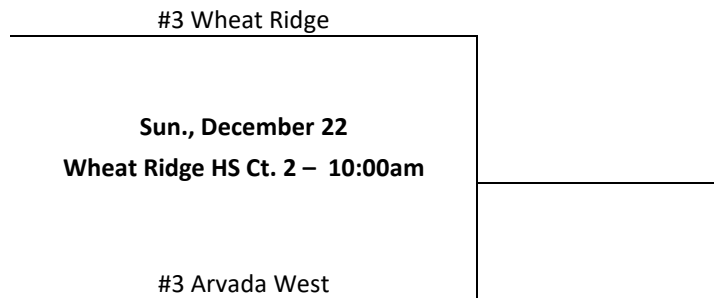 #3 Wheat Ridge
Sun., December 22
Wheat Ridge HS Ct. 2 – 10:00am
#3 Arvada West